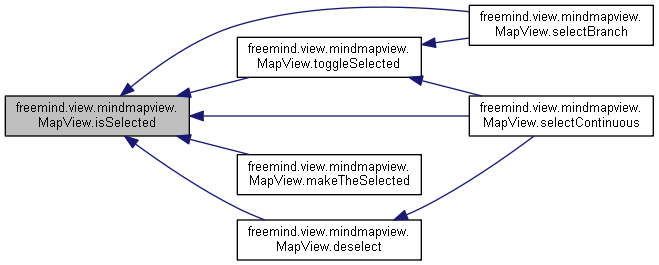 freemind.view.mindmapview.
MapView.isSelected
freemind.view.mindmapview.
MapView.toggleSelected
freemind.view.mindmapview.
MapView.makeTheSelected
freemind.view.mindmapview.
MapView.deselect
freemind.view.mindmapview.
MapView.selectBranch
freemind.view.mindmapview.
MapView.selectContinuous